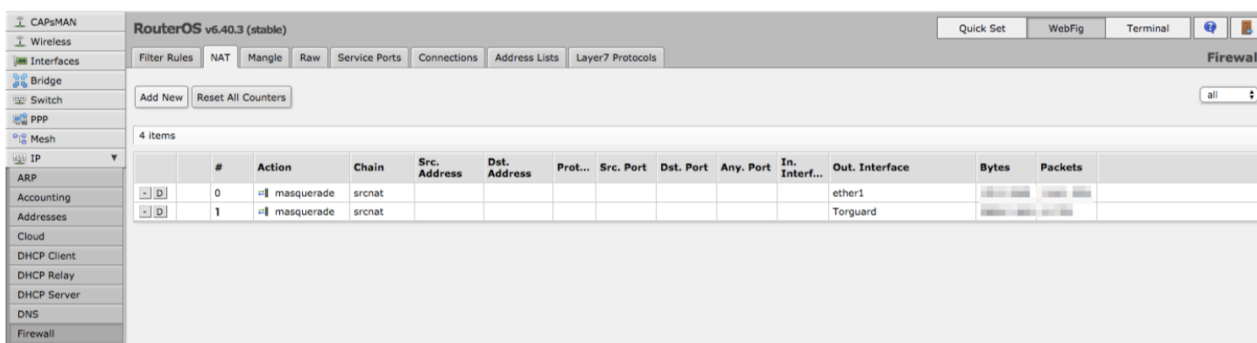 CAPsMAN
Wireless
Interfaces
Bridge
Switch
PPP
Mesh
IP ▼
ARP
Accounting
Addresses
Cloud
DHCP Client
DHCP Relay
DHCP Server
DNS
Firewall
RouterOS v6.40.3 (stable)
Quick Set WebFig Terminal ?
Filter Rules NAT Mangle Raw Service Ports Connections Address Lists Layer7 Protocols Firewall
Add New Reset All Counters all
4 items
# Action Chain Src. Address Dst. Address Prot... Src. Port Dst. Port Any. Port In. Interf... Out. Interface Bytes Packets
- D 0 masquerade srcnat ether1
- D 1 masquerade srcnat Torguard